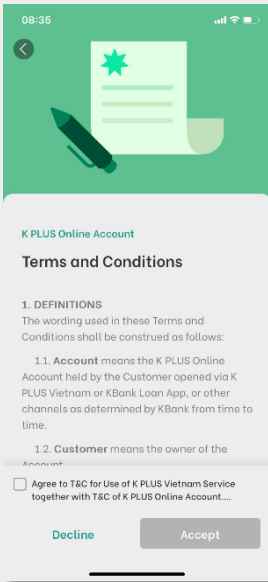 08:35
K PLUS Online Account
Terms and Conditions
1. DEFINITIONS
The wording used in these Terms and
Conditions shall be construed as follows:
1.1. Account means the K PLUS Online
Account held by the Customer opened via K
PLUS Vietnam or KBank Loan App, or other
channels as determined by KBank from time to
time.
1.2. Customer means the owner of the
Account
Agree to T&C for Use of K PLUS Vietnam Service
together with T&C of K PLUS Online Account....
Decline
Accept